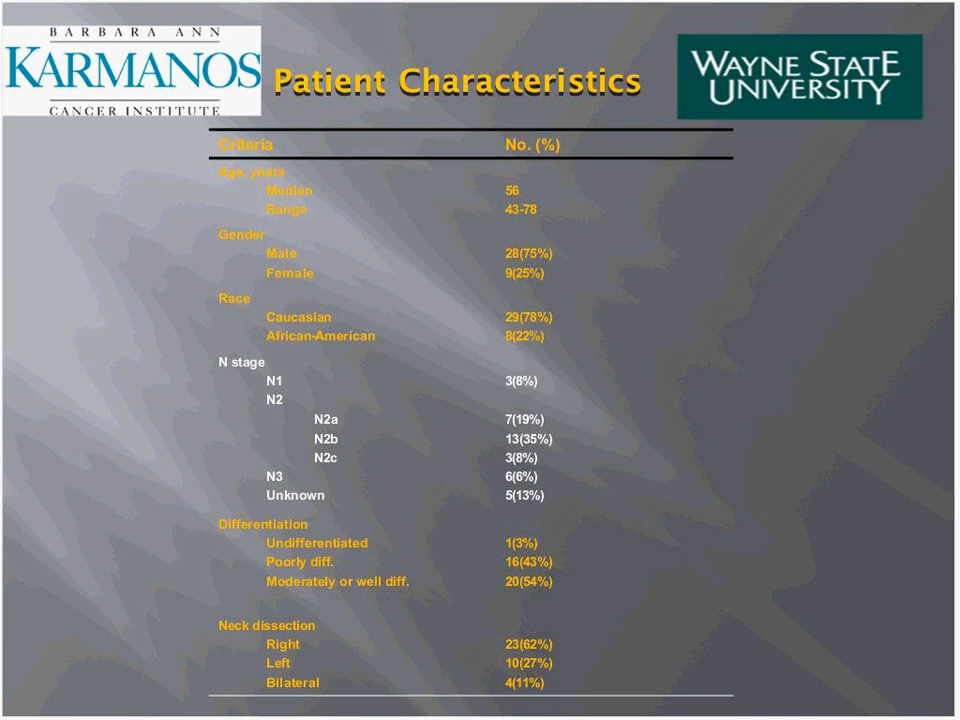 BARBARA ANN
KARMANOS
CANCER INSTITUTE
Patient Characteristics
WAYNE STATE
UNIVERSITY
Criteria No. (%)
Age, years
Median 56
Range 43-78
Gender
Male 28(75%)
Female 9(25%)
Race
Caucasian 29(78%)
African-American 8(22%)
N stage
N1 3(8%)
N2
N2a 7(19%)
N2b 13(35%)
N2c 3(8%)
N3 6(6%)
Unknown 5(13%)
Differentiation
Undifferentiated 1(3%)
Poorly diff. 16(43%)
Moderately or well diff. 20(54%)
Neck dissection
Right 23(62%)
Left 10(27%)
Bilateral 4(11%)